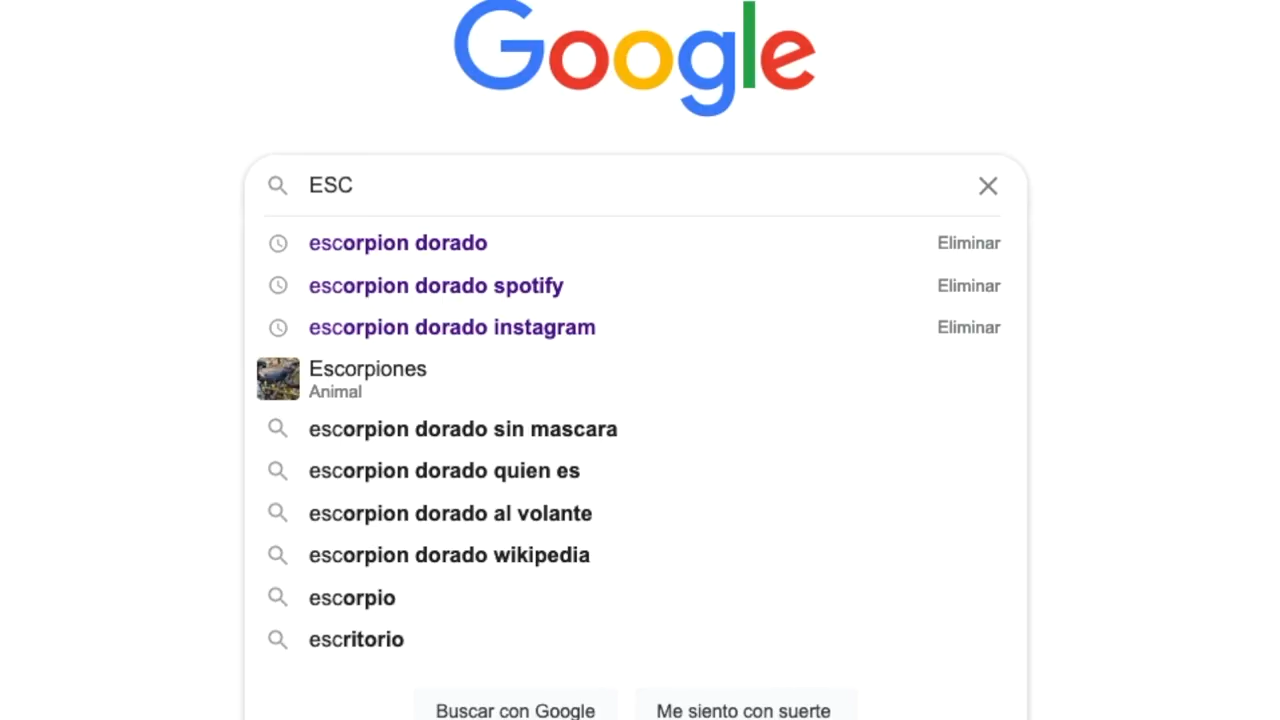 Google
ESC
escorpion dorado Eliminar
escorpion dorado spotify Eliminar
escorpion dorado instagram Eliminar
Escorpiones
Animal
escorpion dorado sin mascara
escorpion dorado quien es
escorpion dorado al volante
escorpion dorado wikipedia
escorpio
escritorio
Buscar con Google Me siento con suerte